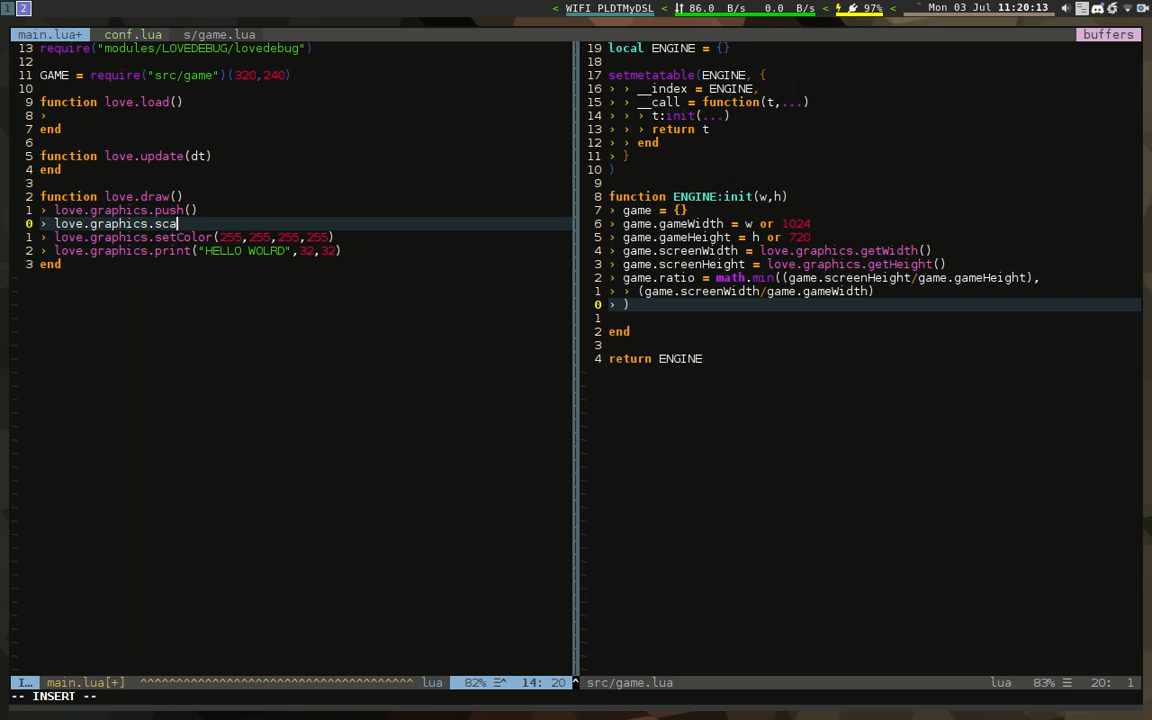 1 2 < WIFI PLDTMyDSL < 86.0 B/s 0.0 B/s < 97% < Mon 03 Jul 11:20:13
main.lua+ conf.lua s/game.lua buffers
13 require("modules/LOVEDEBUG/lovedebug")
12
11 GAME = require("src/game")(320,240)
10
9 function love.load()
8 ›
7 end
6
5 function love.update(dt)
4 end
3
2 function love.draw()
1 › love.graphics.push()
0 › love.graphics.sca
1 › love.graphics.setColor(255,255,255,255)
2 › love.graphics.print("HELLO WOLRD",32,32)
3 end
19 local ENGINE = {}
18
17 setmetatable(ENGINE, {
16 › › __index = ENGINE,
15 › › __call = function(t,...)
14 › › › t:init(...)
13 › › › return t
12 › › end
11 › }
10 )
9
8 function ENGINE:init(w,h)
7 › game = {}
6 › game.gameWidth = w or 1024
5 › game.gameHeight = h or 720
4 › game.screenWidth = love.graphics.getWidth()
3 › game.screenHeight = love.graphics.getHeight()
2 › game.ratio = math.min((game.screenHeight/game.gameHeight),
1 › › (game.screenWidth/game.gameWidth)
0 › )
1
2 end
3
4 return ENGINE
I… main.lua[+] ^^^^^^^^^^^^^^^^^^^^^^^^^^^^^^^^^^^^^^ lua 82% ☰^ 14: 20 ^ src/game.lua lua 83% ☰ 20: 1
-- INSERT --